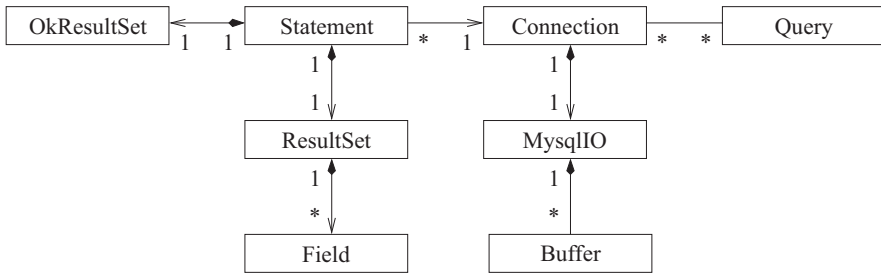 OkResultSet Statement Connection Query
1 1 * 1 * *
1 1
1 1
ResultSet MysqlIO
1 1
* *
Field Buffer